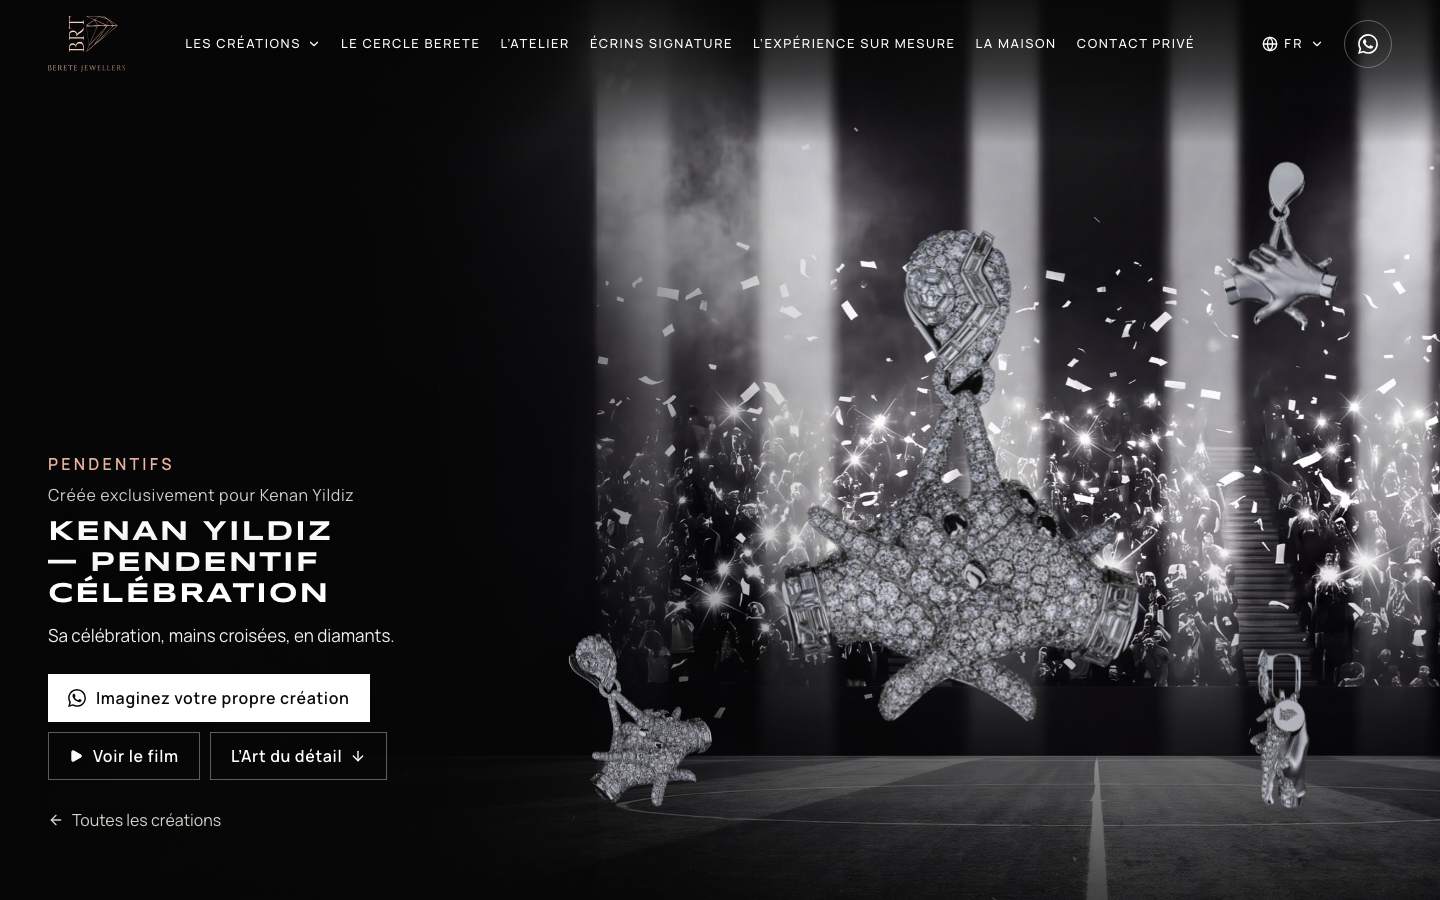 BRT
BERETE JEWELLERS
LES CRÉATIONS
LE CERCLE BERETE
L'ATELIER
ÉCRINS SIGNATURE
L'EXPÉRIENCE SUR MESURE
LA MAISON
CONTACT PRIVÉ
FR
PENDENTIFS
Créée exclusivement pour Kenan Yildiz
KENAN YILDIZ
— PENDENTIF
CÉLÉBRATION
Sa célébration, mains croisées, en diamants.
Imaginez votre propre création
Voir le film
L'Art du détail ↓
← Toutes les créations